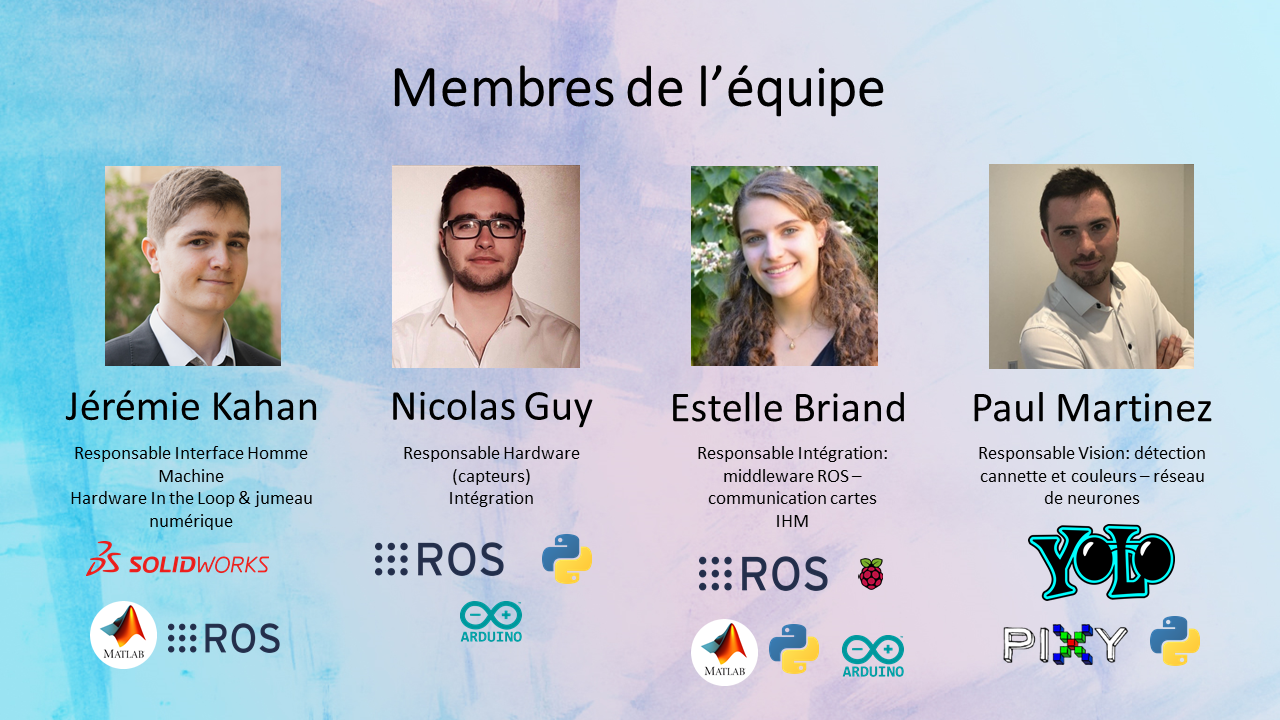 Membres de l’équipe
Jérémie Kahan
Responsable Interface Homme
Machine
Hardware In the Loop & jumeau
numérique
SOLIDWORKS
MATLAB
ROS
Nicolas Guy
Responsable Hardware
(capteurs)
Intégration
ROS
ARDUINO
Estelle Briand
Responsable Intégration:
middleware ROS –
communication cartes
IHM
ROS
MATLAB
ARDUINO
Paul Martinez
Responsable Vision: détection
cannette et couleurs – réseau
de neurones
YOLO
PIXY